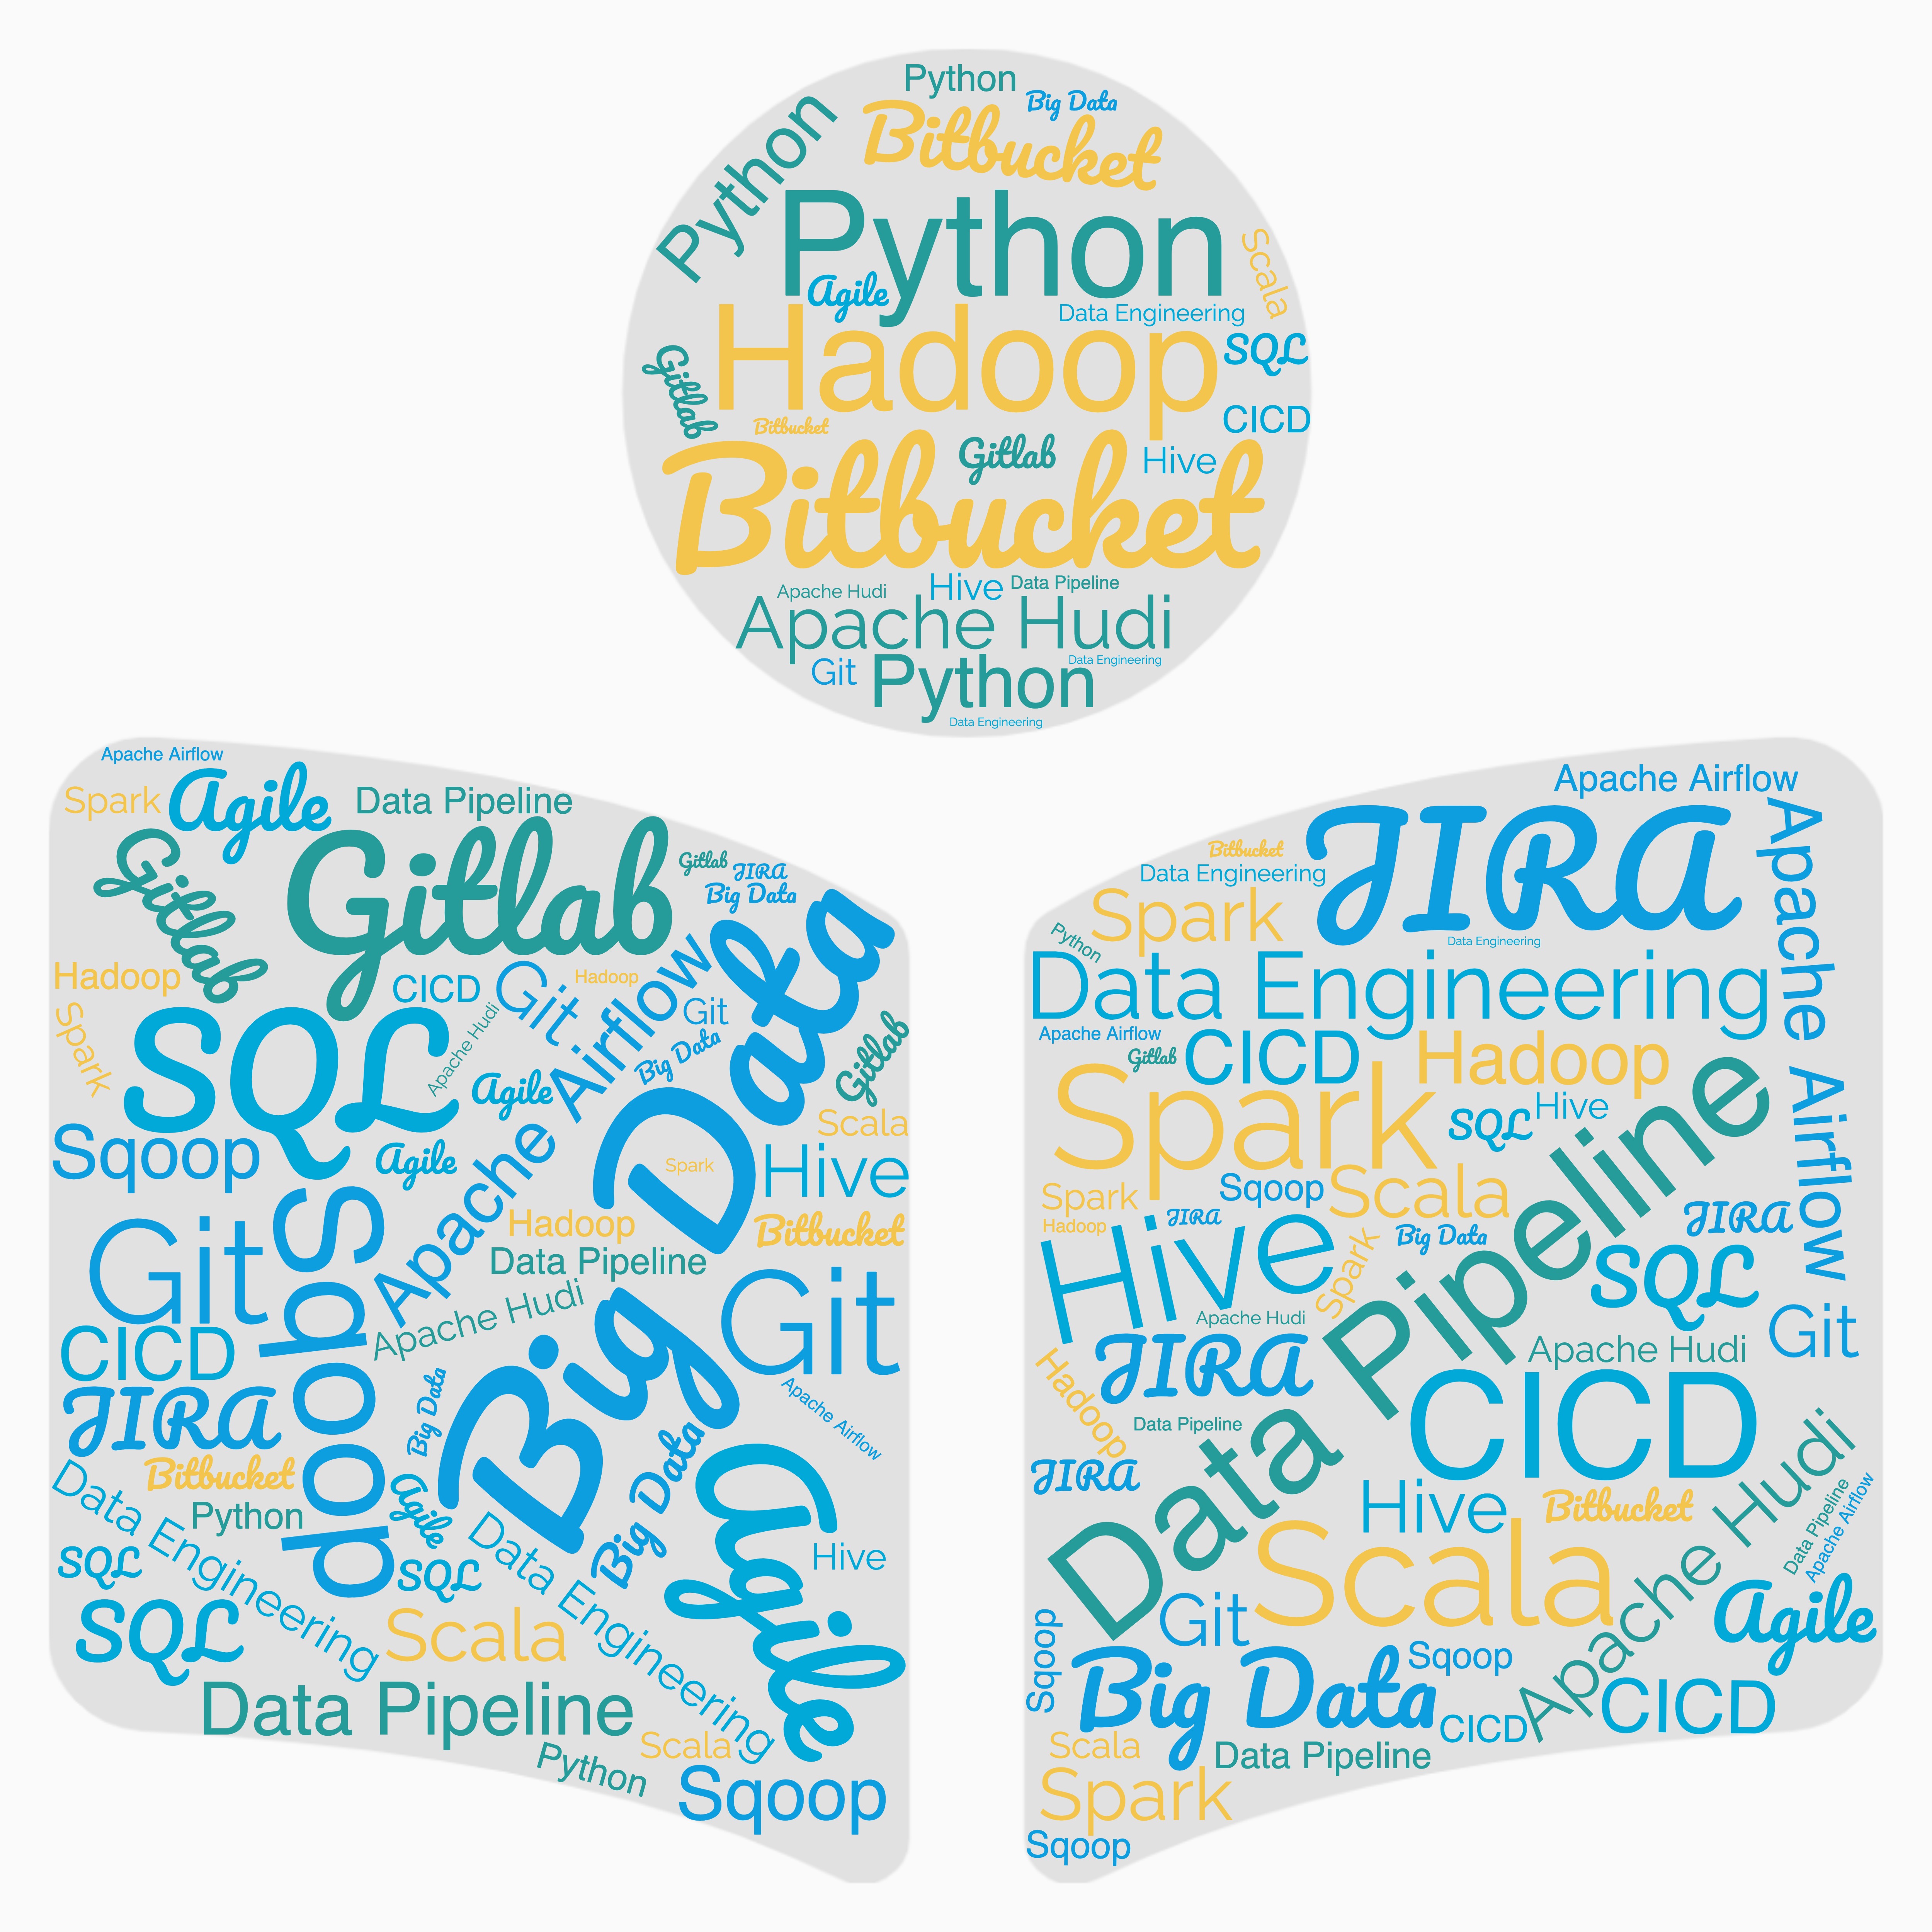 Python
Big Data
Bitbucket
Python
Python
Scala
Agile
Data Engineering
Hadoop
SQL
Gitlab
CICD
Bitbucket
Gitlab
Hive
Bitbucket
Apache Hudi
Hive
Data Pipeline
Apache Hudi
Git
Python
Data Engineering
Data Engineering
Apache Airflow
Spark
Agile
Data Pipeline
Gitlab
Gitlab
Gitlab
JIRA
Big Data
Hadoop
CICD
Git
Hadoop
Apache Airflow
Git
Big Data
Spark
SQL
Apache Hudi
Agile
Big Data
Gitlab
Scala
Sqoop
Agile
Spark
Hive
Sqoop
Git
Hadoop
Bitbucket
Data Pipeline
Apache Hudi
Git
CICD
JIRA
Big Data
Apache Airflow
Bitbucket
Data Engineering
Python
Agile
Big Data
Agile
Data Engineering
SQL
SQL
Hive
SQL
Scala
Data Pipeline
Scala
Python
Sqoop
Apache Airflow
JIRA
Apache Airflow
Bitbucket
Data Engineering
Spark
Python
Data Engineering
Data Engineering
Apache Airflow
Gitlab
CICD
Hadoop
Spark
SQL
Hive
Data Pipeline
Spark
Sqoop
Scala
Hadoop
JIRA
Hive
Spark
Big Data
JIRA
SQL
Apache Hudi
Git
JIRA
Apache Hudi
Hadoop
Data Pipeline
CICD
JIRA
Hive
Bitbucket
Apache Hudi
Data Pipeline
Apache Airflow
Scala
Git
Agile
Sqoop
Big Data
Sqoop
CICD
CICD
Scala
Data Pipeline
Spark
Sqoop